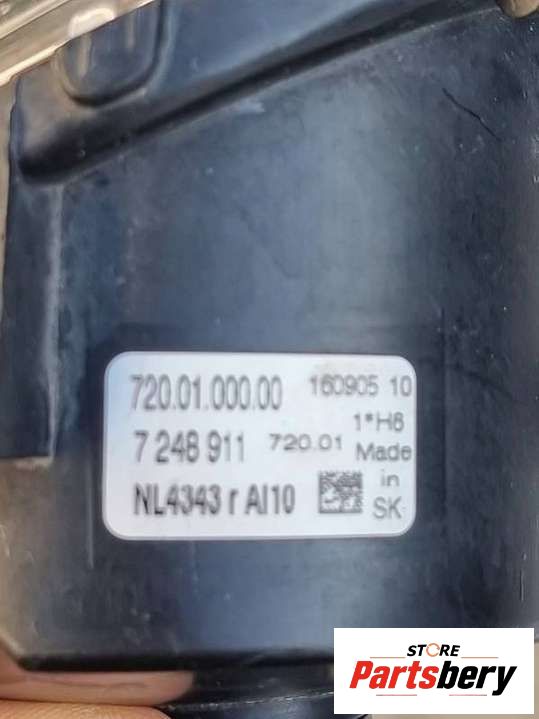 720.01.000.00 160905 10
1*H6
7 248 911 720.01 Made
in
NL4343 r AI10 SK
STORE
Partsbery